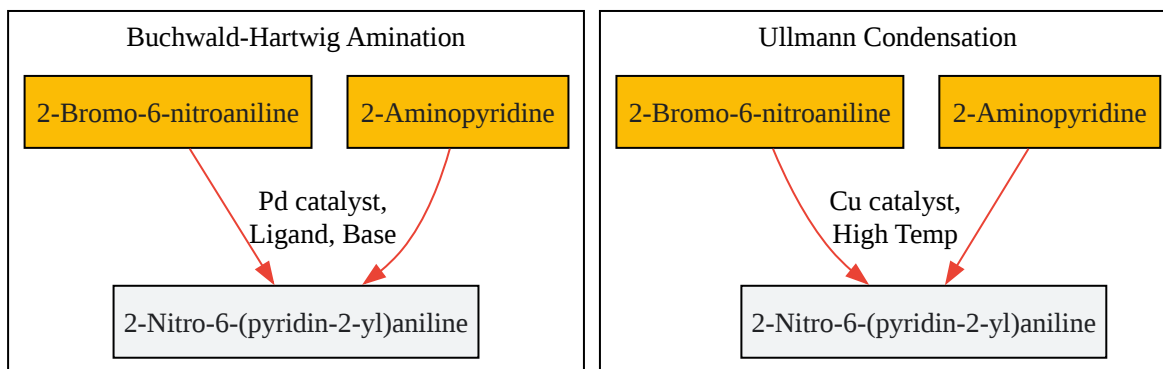 Buchwald-Hartwig Amination
2-Bromo-6-nitroaniline
2-Aminopyridine
Pd catalyst,
Ligand, Base
2-Nitro-6-(pyridin-2-yl)aniline
Ullmann Condensation
2-Bromo-6-nitroaniline
2-Aminopyridine
Cu catalyst,
High Temp
2-Nitro-6-(pyridin-2-yl)aniline